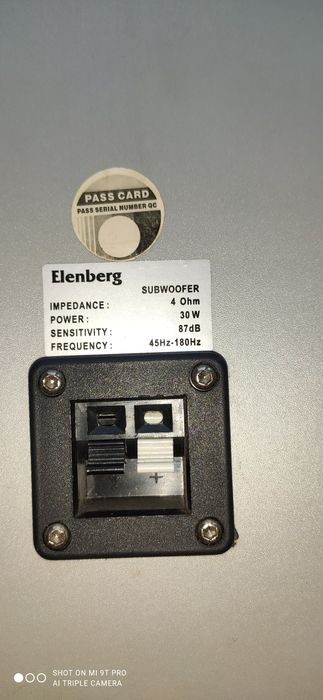 PASS CARD
PASS SERIAL NUMBER QC
Elenberg
SUBWOOFER
IMPEDANCE: 4 Ohm
POWER: 30W
SENSITIVITY: 87dB
FREQUENCY: 45Hz-180Hz
+
SHOT ON MI 9T PRO
AI TRIPLE CAMERA